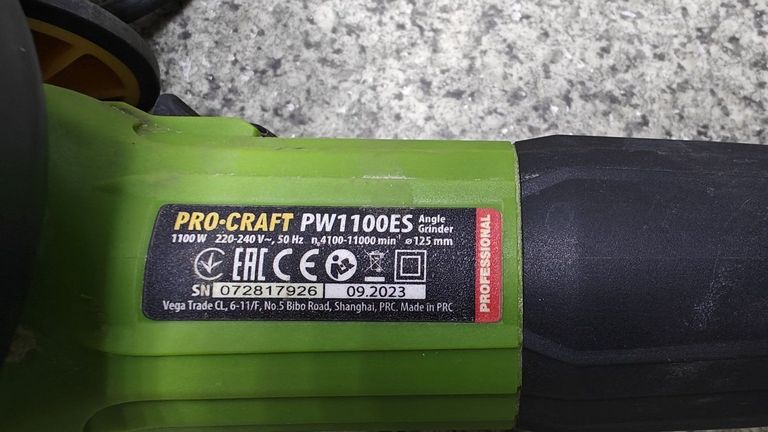 PRO-CRAFT PW1100ES Angle Grinder
1100 W 220-240 V~, 50 Hz n₀4100-11000 min⁻¹ ⌀125 mm
EAC CE
SN 072817926 09.2023
Vega Trade CL, 6-11/F, No.5 Bibo Road, Shanghai, PRC. Made in PRC
PROFESSIONAL